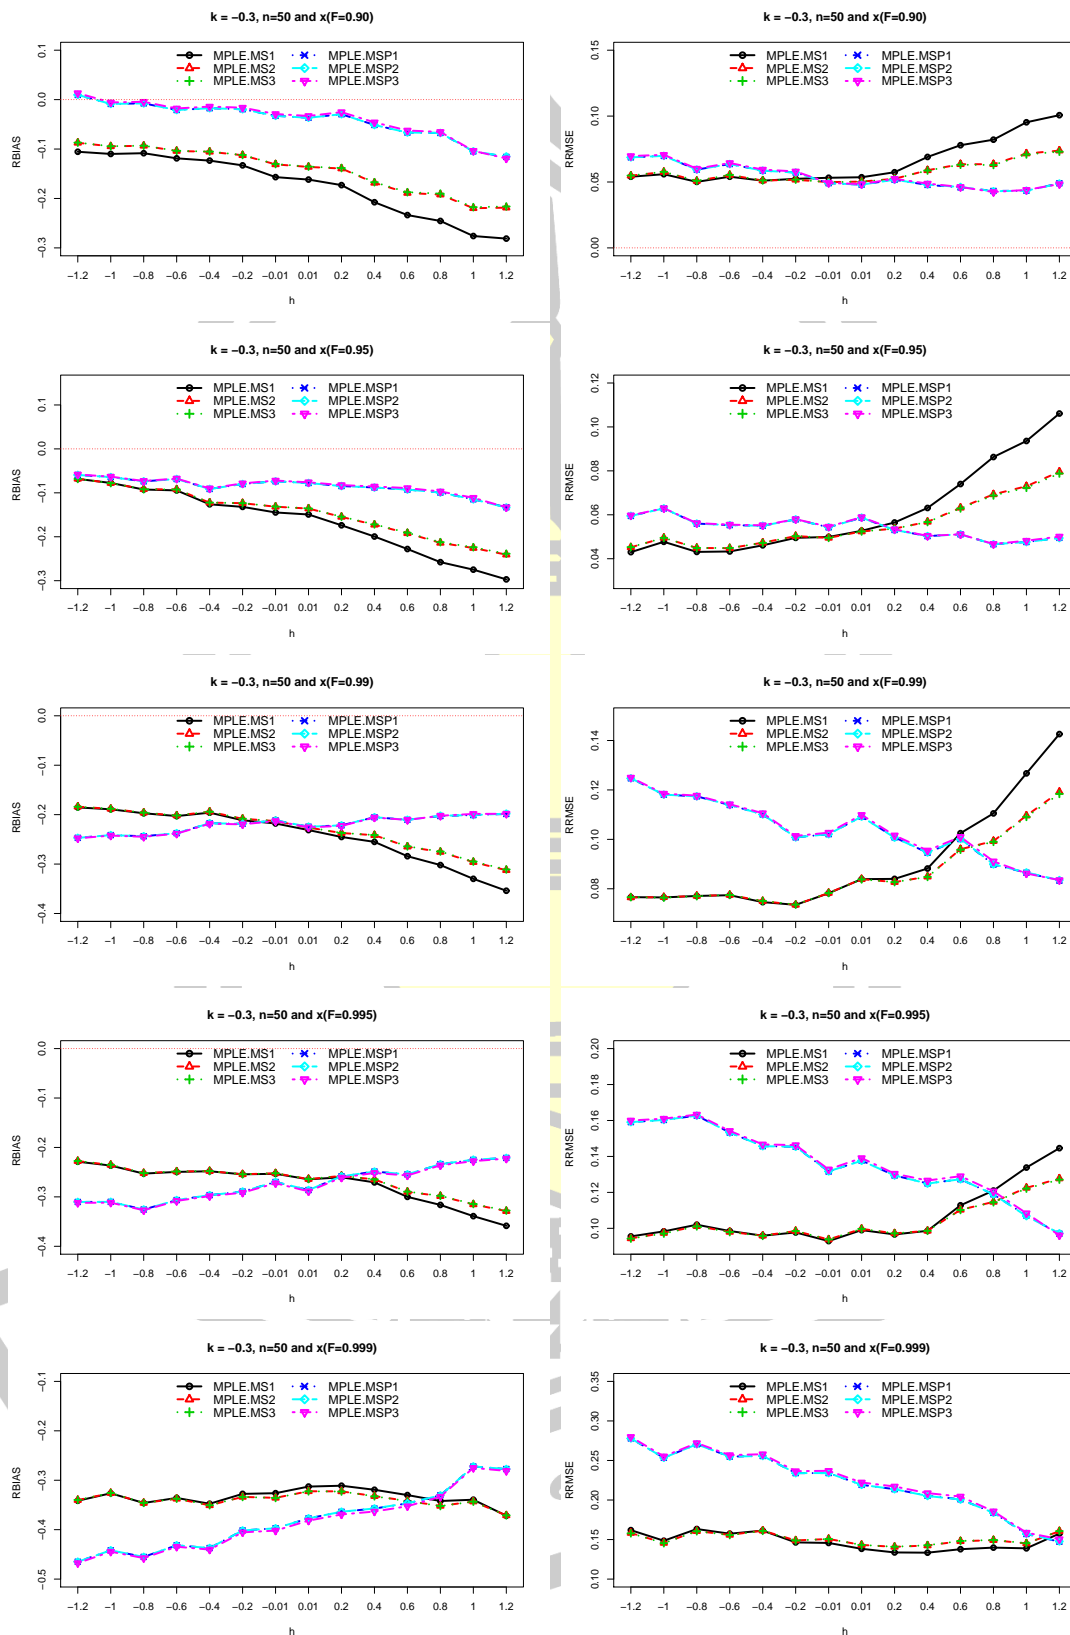 k = −0.3, n=50 and x(F=0.90)
MPLE.MS1 MPLE.MSP1
MPLE.MS2 MPLE.MSP2
MPLE.MS3 MPLE.MSP3
RBIAS
0.1
0.0
−0.1
−0.2
−0.3
−1.2 −1 −0.8 −0.6 −0.4 −0.2 −0.01 0.01 0.2 0.4 0.6 0.8 1 1.2
h
k = −0.3, n=50 and x(F=0.90)
MPLE.MS1 MPLE.MSP1
MPLE.MS2 MPLE.MSP2
MPLE.MS3 MPLE.MSP3
RRMSE
0.15
0.10
0.05
0.00
−1.2 −1 −0.8 −0.6 −0.4 −0.2 −0.01 0.01 0.2 0.4 0.6 0.8 1 1.2
h
k = −0.3, n=50 and x(F=0.95)
MPLE.MS1 MPLE.MSP1
MPLE.MS2 MPLE.MSP2
MPLE.MS3 MPLE.MSP3
RBIAS
0.1
0.0
−0.1
−0.2
−0.3
−1.2 −1 −0.8 −0.6 −0.4 −0.2 −0.01 0.01 0.2 0.4 0.6 0.8 1 1.2
h
k = −0.3, n=50 and x(F=0.95)
MPLE.MS1 MPLE.MSP1
MPLE.MS2 MPLE.MSP2
MPLE.MS3 MPLE.MSP3
RRMSE
0.12
0.10
0.08
0.06
0.04
−1.2 −1 −0.8 −0.6 −0.4 −0.2 −0.01 0.01 0.2 0.4 0.6 0.8 1 1.2
h
k = −0.3, n=50 and x(F=0.99)
MPLE.MS1 MPLE.MSP1
MPLE.MS2 MPLE.MSP2
MPLE.MS3 MPLE.MSP3
RBIAS
0.0
−0.1
−0.2
−0.3
−0.4
−1.2 −1 −0.8 −0.6 −0.4 −0.2 −0.01 0.01 0.2 0.4 0.6 0.8 1 1.2
h
k = −0.3, n=50 and x(F=0.99)
MPLE.MS1 MPLE.MSP1
MPLE.MS2 MPLE.MSP2
MPLE.MS3 MPLE.MSP3
RRMSE
0.14
0.12
0.10
0.08
−1.2 −1 −0.8 −0.6 −0.4 −0.2 −0.01 0.01 0.2 0.4 0.6 0.8 1 1.2
h
k = −0.3, n=50 and x(F=0.995)
MPLE.MS1 MPLE.MSP1
MPLE.MS2 MPLE.MSP2
MPLE.MS3 MPLE.MSP3
RBIAS
0.0
−0.1
−0.2
−0.3
−0.4
−1.2 −1 −0.8 −0.6 −0.4 −0.2 −0.01 0.01 0.2 0.4 0.6 0.8 1 1.2
h
k = −0.3, n=50 and x(F=0.995)
MPLE.MS1 MPLE.MSP1
MPLE.MS2 MPLE.MSP2
MPLE.MS3 MPLE.MSP3
RRMSE
0.20
0.18
0.16
0.14
0.12
0.10
−1.2 −1 −0.8 −0.6 −0.4 −0.2 −0.01 0.01 0.2 0.4 0.6 0.8 1 1.2
h
k = −0.3, n=50 and x(F=0.999)
MPLE.MS1 MPLE.MSP1
MPLE.MS2 MPLE.MSP2
MPLE.MS3 MPLE.MSP3
RBIAS
−0.1
−0.2
−0.3
−0.4
−0.5
−1.2 −1 −0.8 −0.6 −0.4 −0.2 −0.01 0.01 0.2 0.4 0.6 0.8 1 1.2
h
k = −0.3, n=50 and x(F=0.999)
MPLE.MS1 MPLE.MSP1
MPLE.MS2 MPLE.MSP2
MPLE.MS3 MPLE.MSP3
RRMSE
0.35
0.30
0.25
0.20
0.15
0.10
−1.2 −1 −0.8 −0.6 −0.4 −0.2 −0.01 0.01 0.2 0.4 0.6 0.8 1 1.2
h